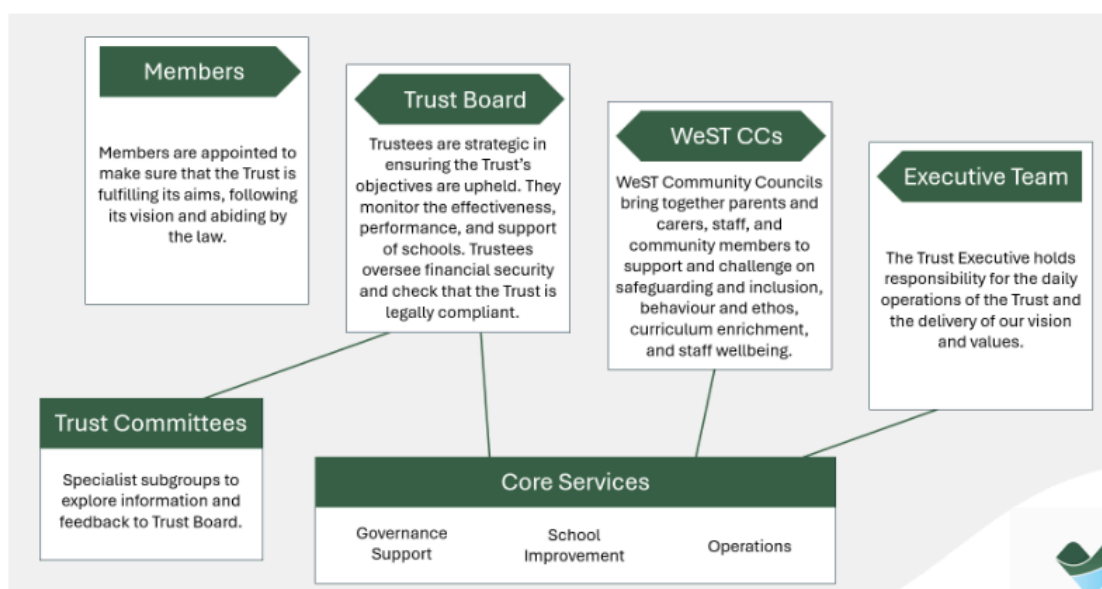 Members
Members are appointed to
make sure that the Trust is
fulfilling its aims, following
its vision and abiding by
the law.
Trust Board
Trustees are strategic in
ensuring the Trust's
objectives are upheld. They
monitor the effectiveness,
performance, and support
of schools. Trustees
oversee financial security
and check that the Trust is
legally compliant.
WeST CCs
WeST Community Councils
bring together parents and
carers, staff, and
community members to
support and challenge on
safeguarding and inclusion,
behaviour and ethos,
curriculum enrichment,
and staff wellbeing.
Executive Team
The Trust Executive holds
responsibility for the daily
operations of the Trust and
the delivery of our vision
and values.
Trust Committees
Specialist subgroups to
explore information and
feedback to Trust Board.
Core Services
Governance
Support
School
Improvement
Operations